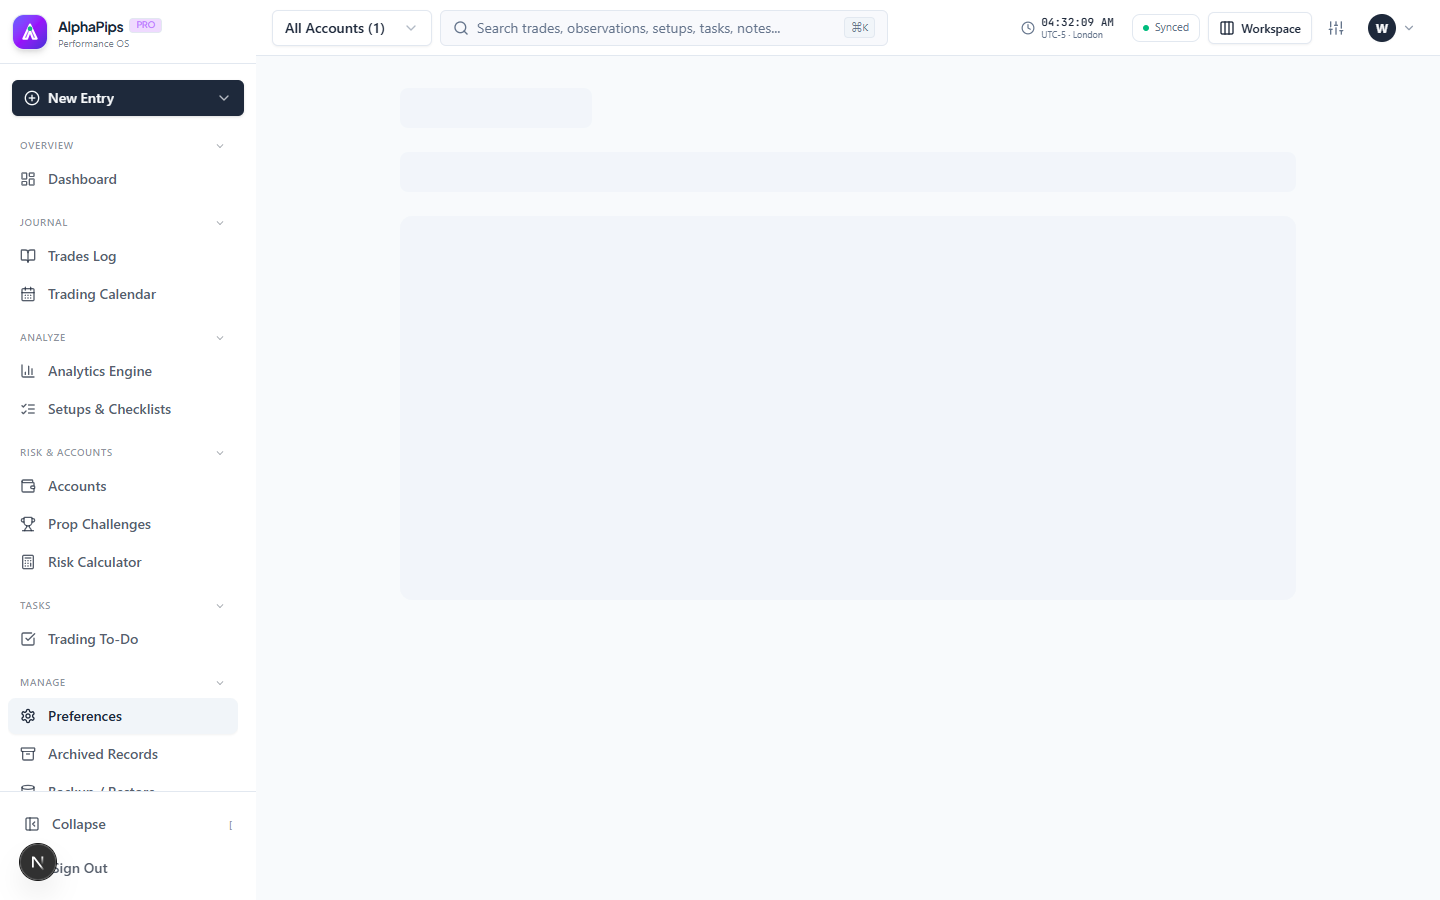 AlphaPips PRO
Performance OS
All Accounts (1)
Search trades, observations, setups, tasks, notes...
⌘K
04:32:09 AM
UTC-5 · London
Synced
Workspace
W
New Entry
OVERVIEW
Dashboard
JOURNAL
Trades Log
Trading Calendar
ANALYZE
Analytics Engine
Setups & Checklists
RISK & ACCOUNTS
Accounts
Prop Challenges
Risk Calculator
TASKS
Trading To-Do
MANAGE
Preferences
Archived Records
Backup / Restore
Collapse [
Sign Out